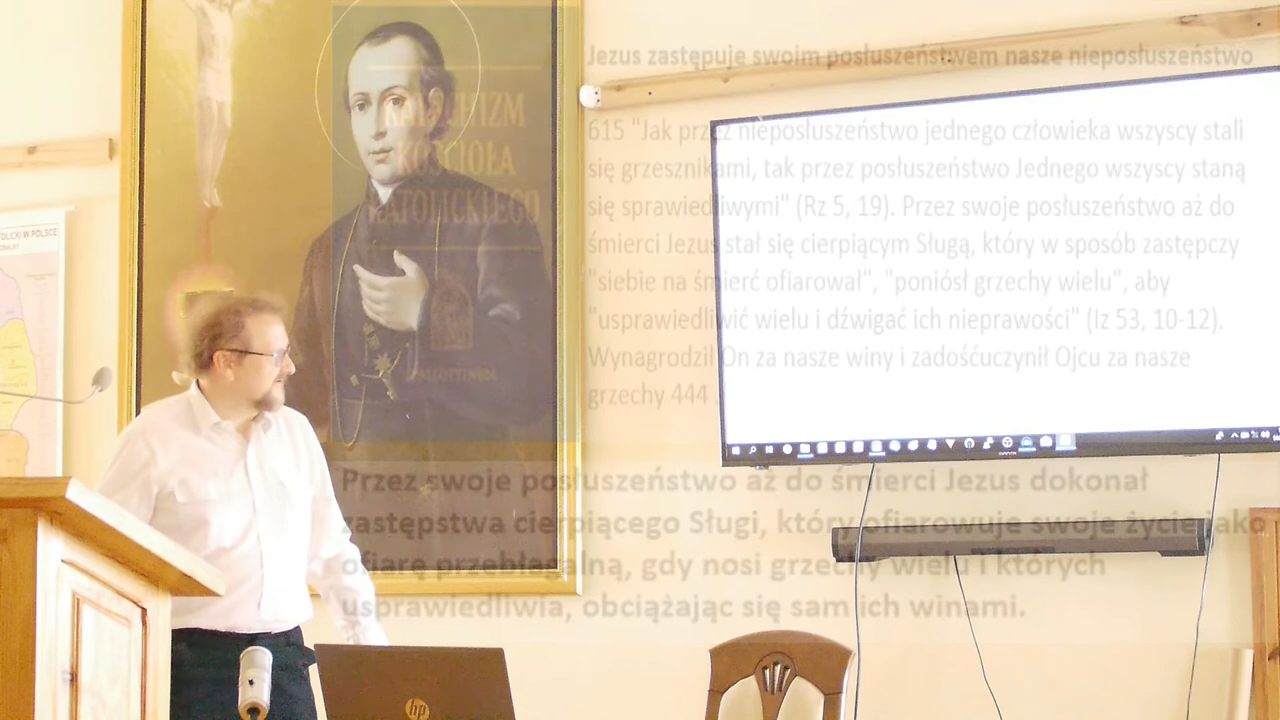 Jezus zastępuje swoim posłuszeństwem nasze nieposłuszeństwo
615 "Jak przez nieposłuszeństwo jednego człowieka wszyscy stali
się grzesznikami, tak przez posłuszeństwo Jednego wszyscy staną
się sprawiedliwymi" (Rz 5, 19). Przez swoje posłuszeństwo aż do
śmierci Jezus stał się cierpiącym Sługą, który w sposób zastępczy
"siebie na śmierć ofiarował", "poniósł grzechy wielu", aby
"usprawiedliwić wielu i dźwigać ich nieprawości" (Iz 53, 10-12).
Wynagrodził On za nasze winy i zadośćuczynił Ojcu za nasze
grzechy 444 .
KATECHIZM
KOŚCIOŁA
KATOLICKIEGO
PALLOTTINUM
OLICKI W POLSCE
Przez swoje posłuszeństwo aż do śmierci Jezus dokonał
zastępstwa cierpiącego Sługi, który ofiarowuje swoje życie jako
ofiarę przebłagalną, gdy nosi grzechy wielu i których
usprawiedliwia, obciążając się sam ich winami.
hp